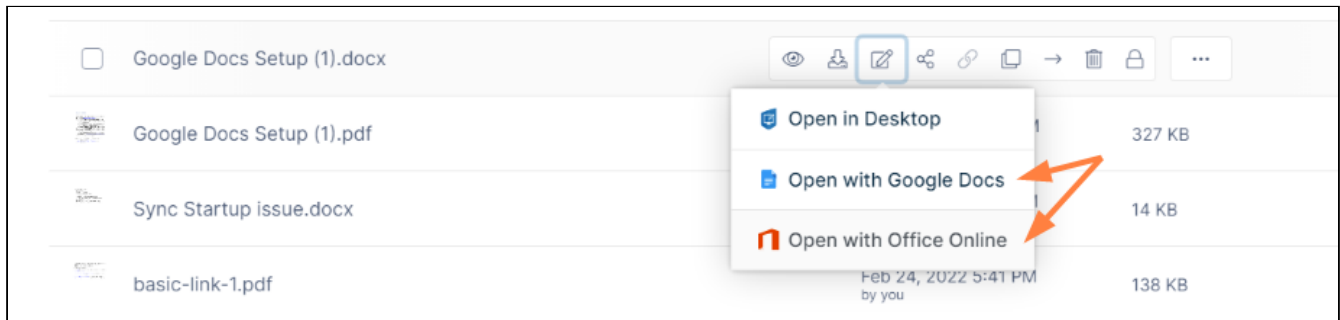 Google Docs Setup (1).docx
Open in Desktop
Google Docs Setup (1).pdf
327 KB
Open with Google Docs
Sync Startup issue.docx
14 KB
Open with Office Online
basic-link-1.pdf
Feb 24, 2022 5:41 PM
138 KB
by you